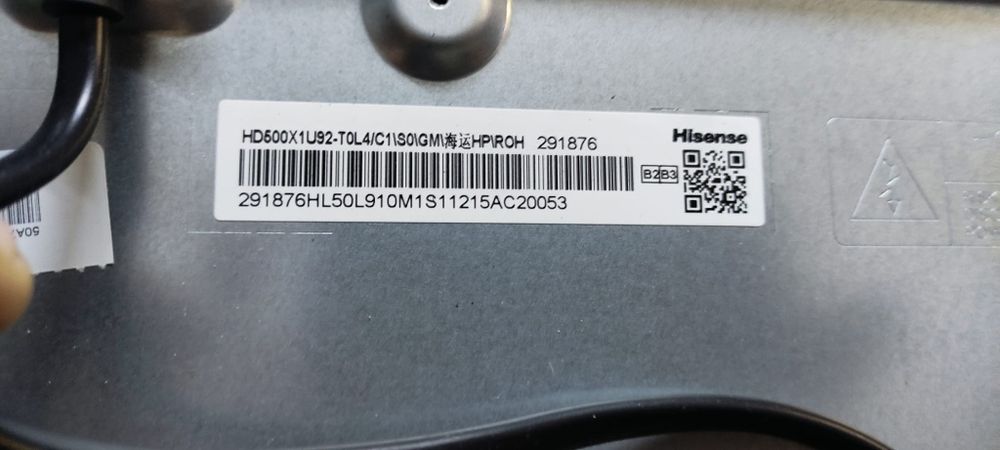 HD500X1U92-T0L4/C1\S0\GM\海运HP\ROH 291876
Hisense
B2B3
291876HL50L910M1S11215AC20053